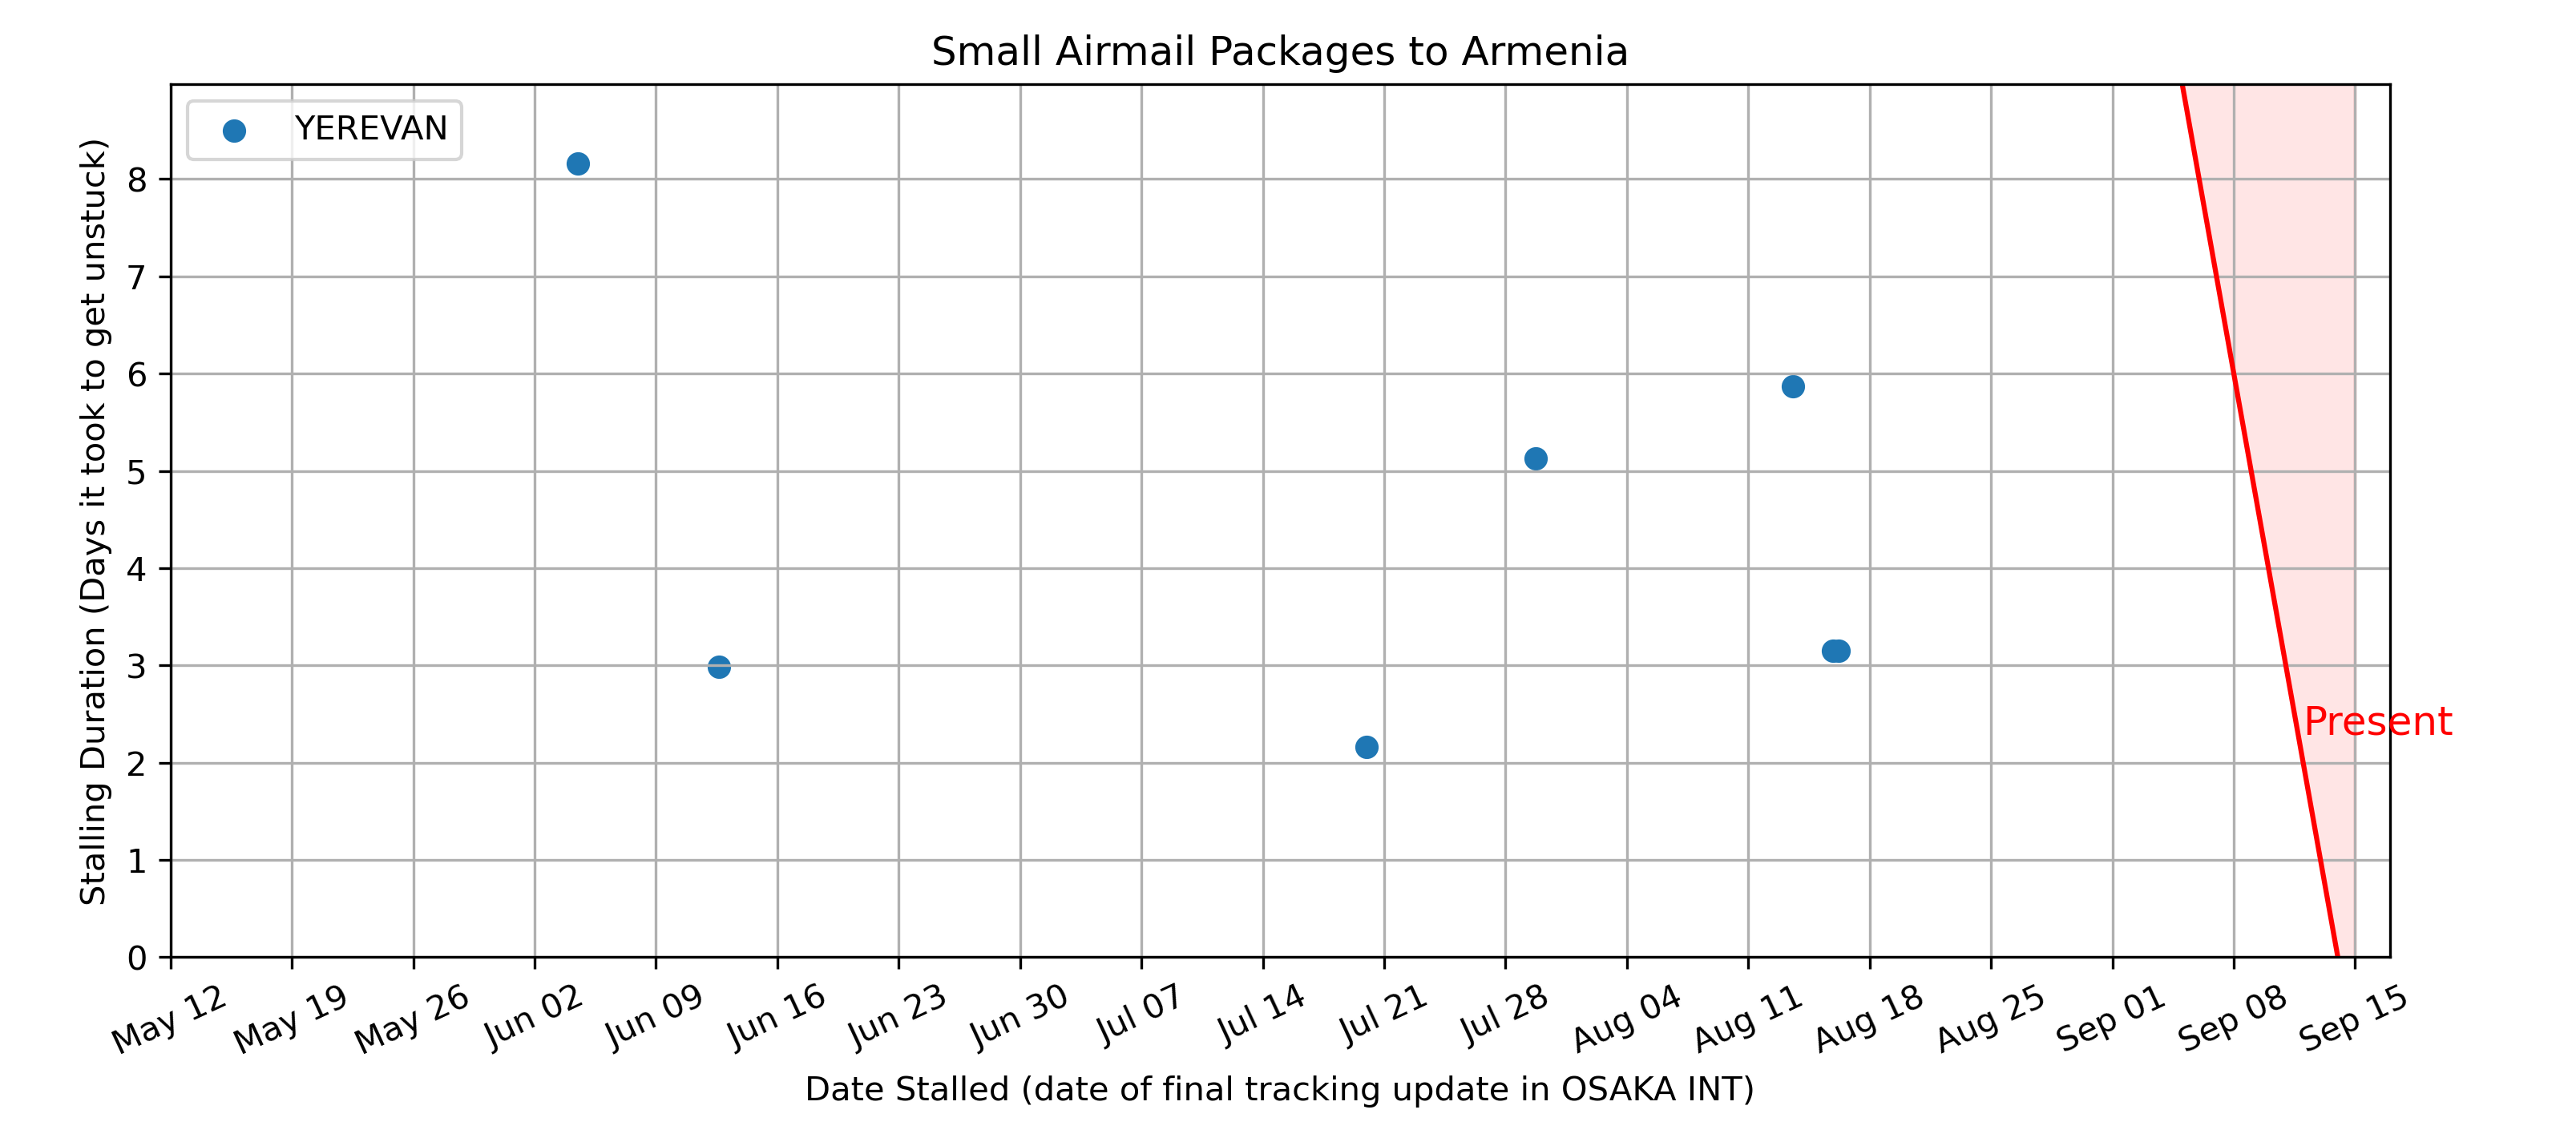 Small Airmail Packages to Armenia
YEREVAN
Stalling Duration (Days it took to get unstuck)
8
7
6
5
4
3
2
1
0
Present
May 12
May 19
May 26
Jun 02
Jun 09
Jun 16
Jun 23
Jun 30
Jul 07
Jul 14
Jul 21
Jul 28
Aug 04
Aug 11
Aug 18
Aug 25
Sep 01
Sep 08
Sep 15
Date Stalled (date of final tracking update in OSAKA INT)